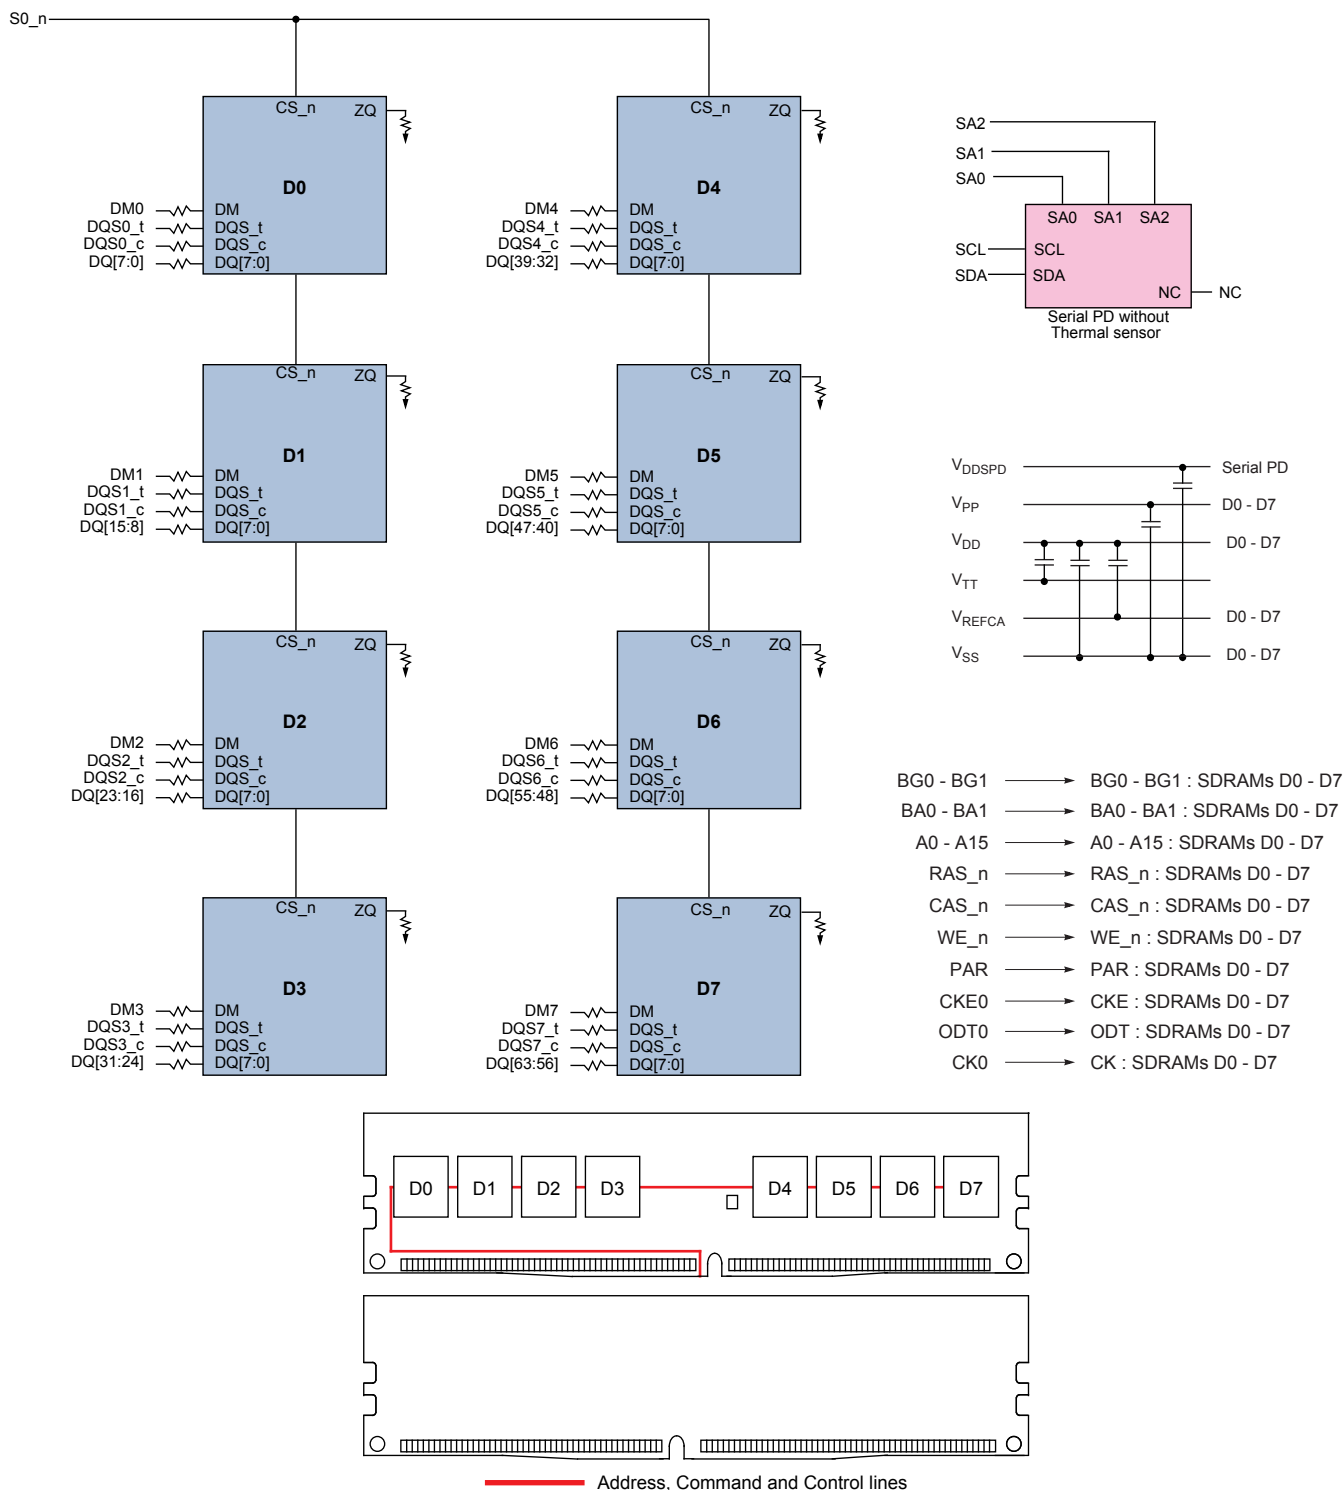 S0_n
CS_n ZQ
D0
DM0 DM
DQS0_t DQS_t
DQS0_c DQS_c
DQ[7:0] DQ[7:0]
CS_n ZQ
D1
DM1 DM
DQS1_t DQS_t
DQS1_c DQS_c
DQ[15:8] DQ[7:0]
CS_n ZQ
D2
DM2 DM
DQS2_t DQS_t
DQS2_c DQS_c
DQ[23:16] DQ[7:0]
CS_n ZQ
D3
DM3 DM
DQS3_t DQS_t
DQS3_c DQS_c
DQ[31:24] DQ[7:0]
CS_n ZQ
D4
DM4 DM
DQS4_t DQS_t
DQS4_c DQS_c
DQ[39:32] DQ[7:0]
CS_n ZQ
D5
DM5 DM
DQS5_t DQS_t
DQS5_c DQS_c
DQ[47:40] DQ[7:0]
CS_n ZQ
D6
DM6 DM
DQS6_t DQS_t
DQS6_c DQS_c
DQ[55:48] DQ[7:0]
CS_n ZQ
D7
DM7 DM
DQS7_t DQS_t
DQS7_c DQS_c
DQ[63:56] DQ[7:0]
SA2
SA1
SA0
SA0 SA1 SA2
SCL SCL
SDA SDA
NC NC
Serial PD without
Thermal sensor
VDDSPD Serial PD
VPP D0 - D7
VDD D0 - D7
VTT
VREFCA D0 - D7
VSS D0 - D7
BG0 - BG1 BG0 - BG1 : SDRAMs D0 - D7
BA0 - BA1 BA0 - BA1 : SDRAMs D0 - D7
A0 - A15 A0 - A15 : SDRAMs D0 - D7
RAS_n RAS_n : SDRAMs D0 - D7
CAS_n CAS_n : SDRAMs D0 - D7
WE_n WE_n : SDRAMs D0 - D7
PAR PAR : SDRAMs D0 - D7
CKE0 CKE : SDRAMs D0 - D7
ODT0 ODT : SDRAMs D0 - D7
CK0 CK : SDRAMs D0 - D7
D0 D1 D2 D3 D4 D5 D6 D7
Address, Command and Control lines